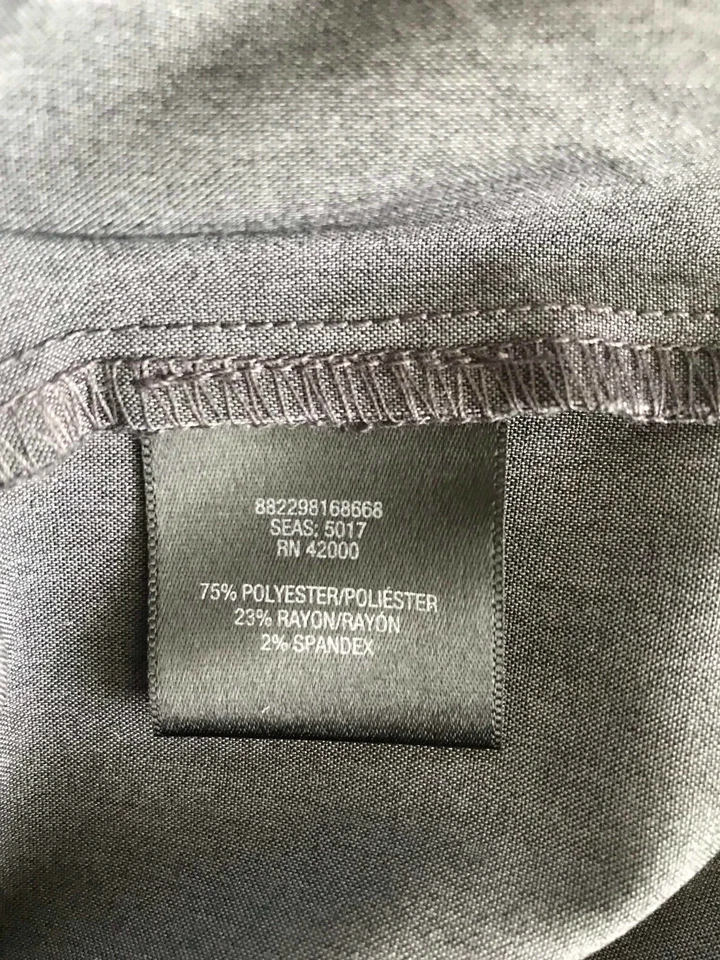 882298168668
SEAS: 5017
RN 42000
75% POLYESTER/POLIÉSTER
23% RAYON/RAYÓN
2% SPANDEX